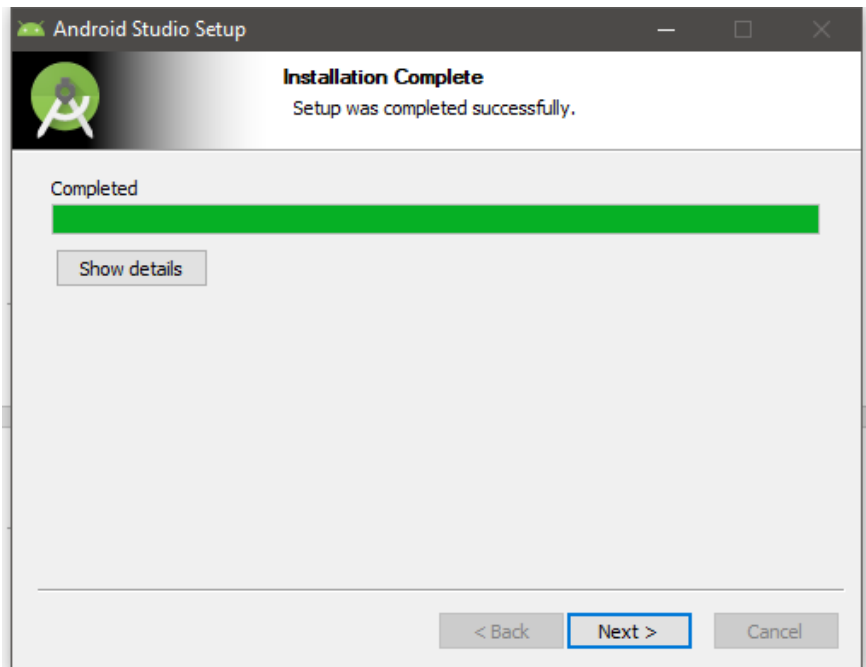 Android Studio Setup
Installation Complete
Setup was completed successfully.
Completed
Show details
< Back
Next >
Cancel